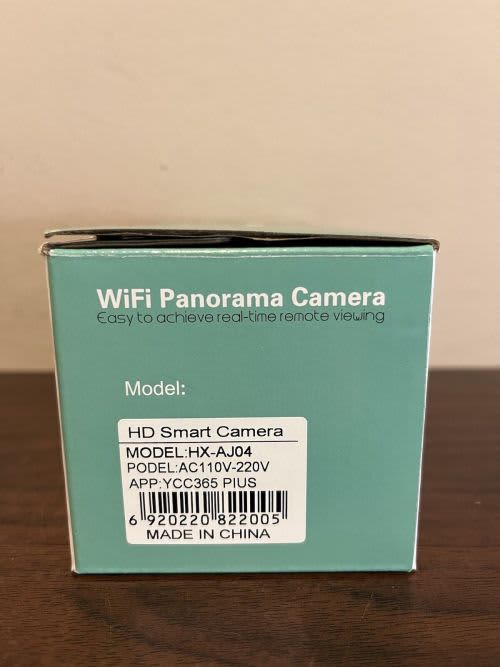 WiFi Panorama Camera
Easy to achieve real-time remote viewing
Model:
HD Smart Camera
MODEL:HX-AJ04
PODEL:AC110V-220V
APP:YCC365 PIUS
6 920220 822005
MADE IN CHINA